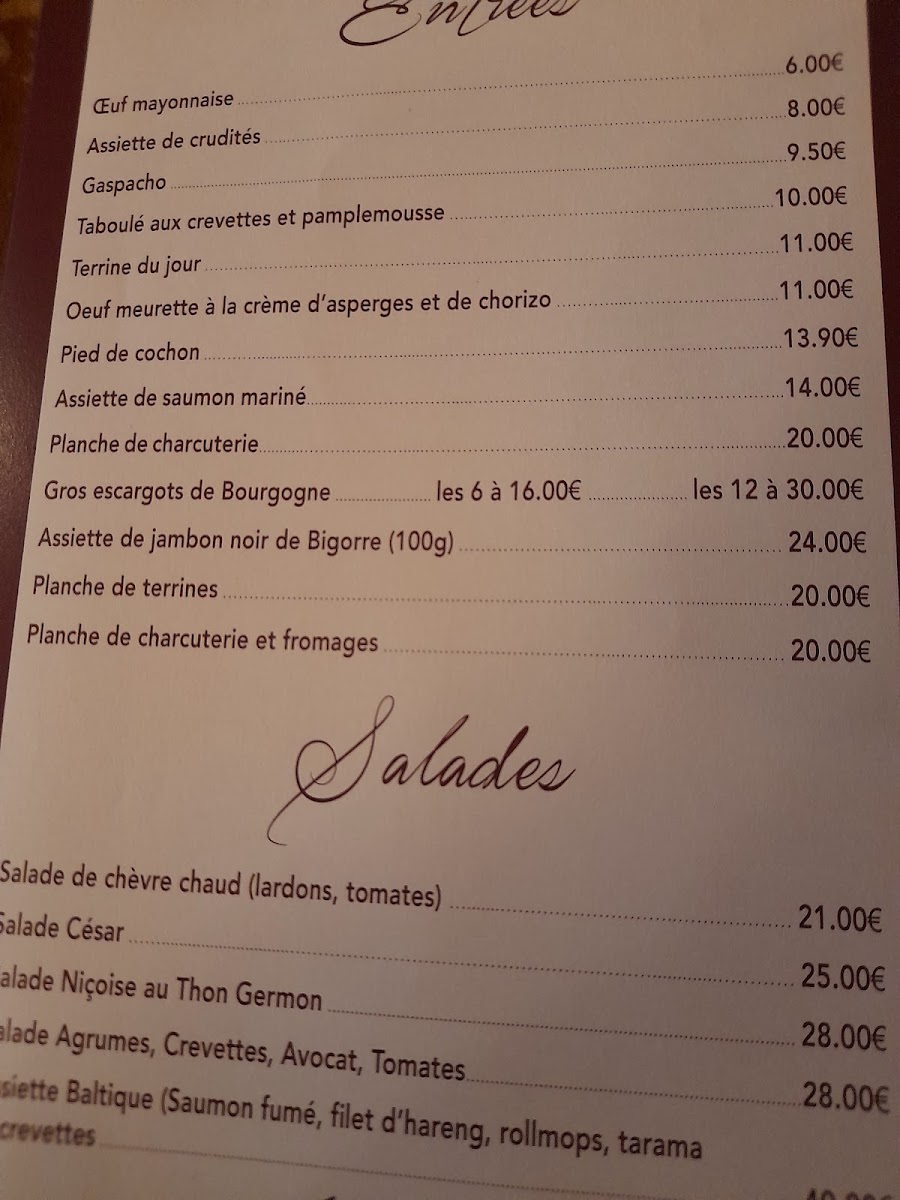 Entrées
Œuf mayonnaise 6.00€
Assiette de crudités 8.00€
Gaspacho 9.50€
Taboulé aux crevettes et pamplemousse 10.00€
Terrine du jour 11.00€
Oeuf meurette à la crème d'asperges et de chorizo 11.00€
Pied de cochon 13.90€
Assiette de saumon mariné 14.00€
Planche de charcuterie 20.00€
Gros escargots de Bourgogne les 6 à 16.00€ les 12 à 30.00€
Assiette de jambon noir de Bigorre (100g) 24.00€
Planche de terrines 20.00€
Planche de charcuterie et fromages 20.00€
Salades
Salade de chèvre chaud (lardons, tomates) 21.00€
Salade César 25.00€
alade Niçoise au Thon Germon 28.00€
alade Agrumes, Crevettes, Avocat, Tomates 28.00€
siette Baltique (Saumon fumé, filet d'hareng, rollmops, tarama
crevettes